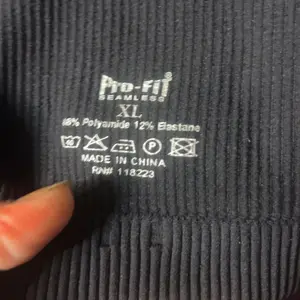 Pro-Fit®
SEAMLESS
XL
Polyamide 12% Elastane
P
MADE IN CHINA
RN# 118223